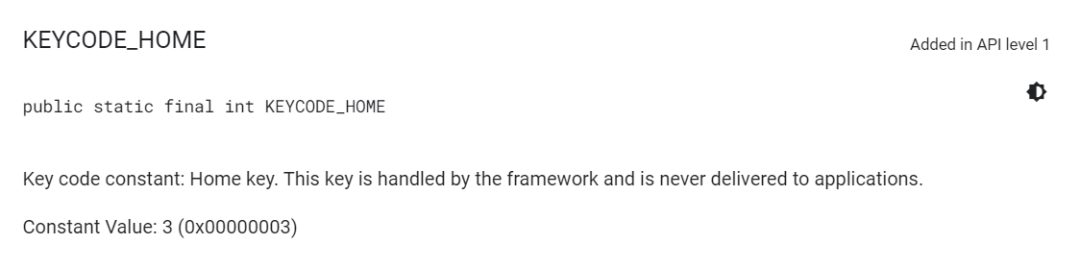 KEYCODE_HOME
Added in API level 1
public static final int KEYCODE_HOME
Key code constant: Home key. This key is handled by the framework and is never delivered to applications.
Constant Value: 3 (0x00000003)